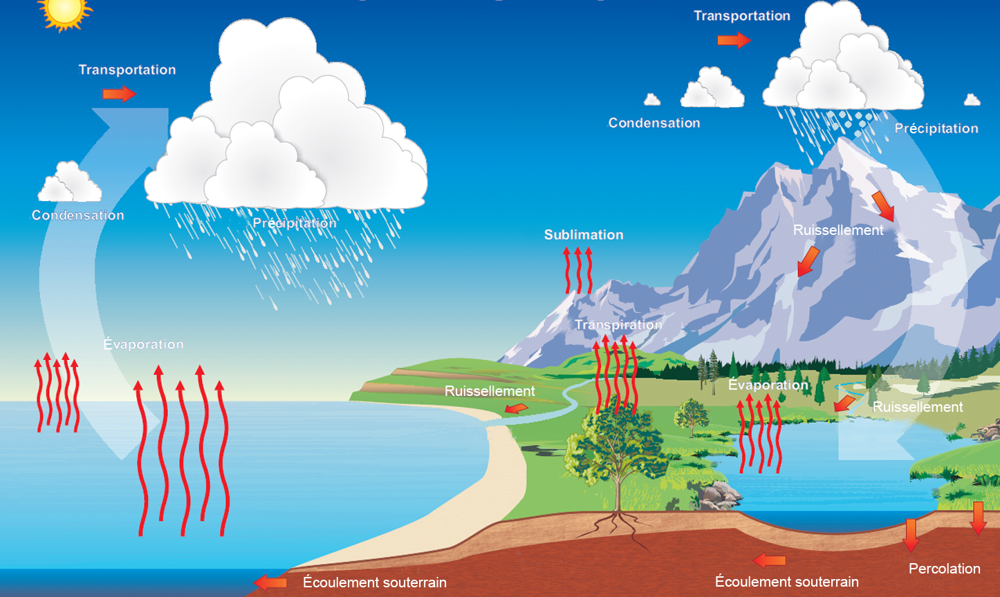 Transportation
Transportation
Condensation
Précipitation
Condensation
Précipitation
Sublimation
Ruissellement
Transpiration
Évaporation
Ruissellement
Évaporation
Ruissellement
Percolation
Écoulement souterrain
Écoulement souterrain